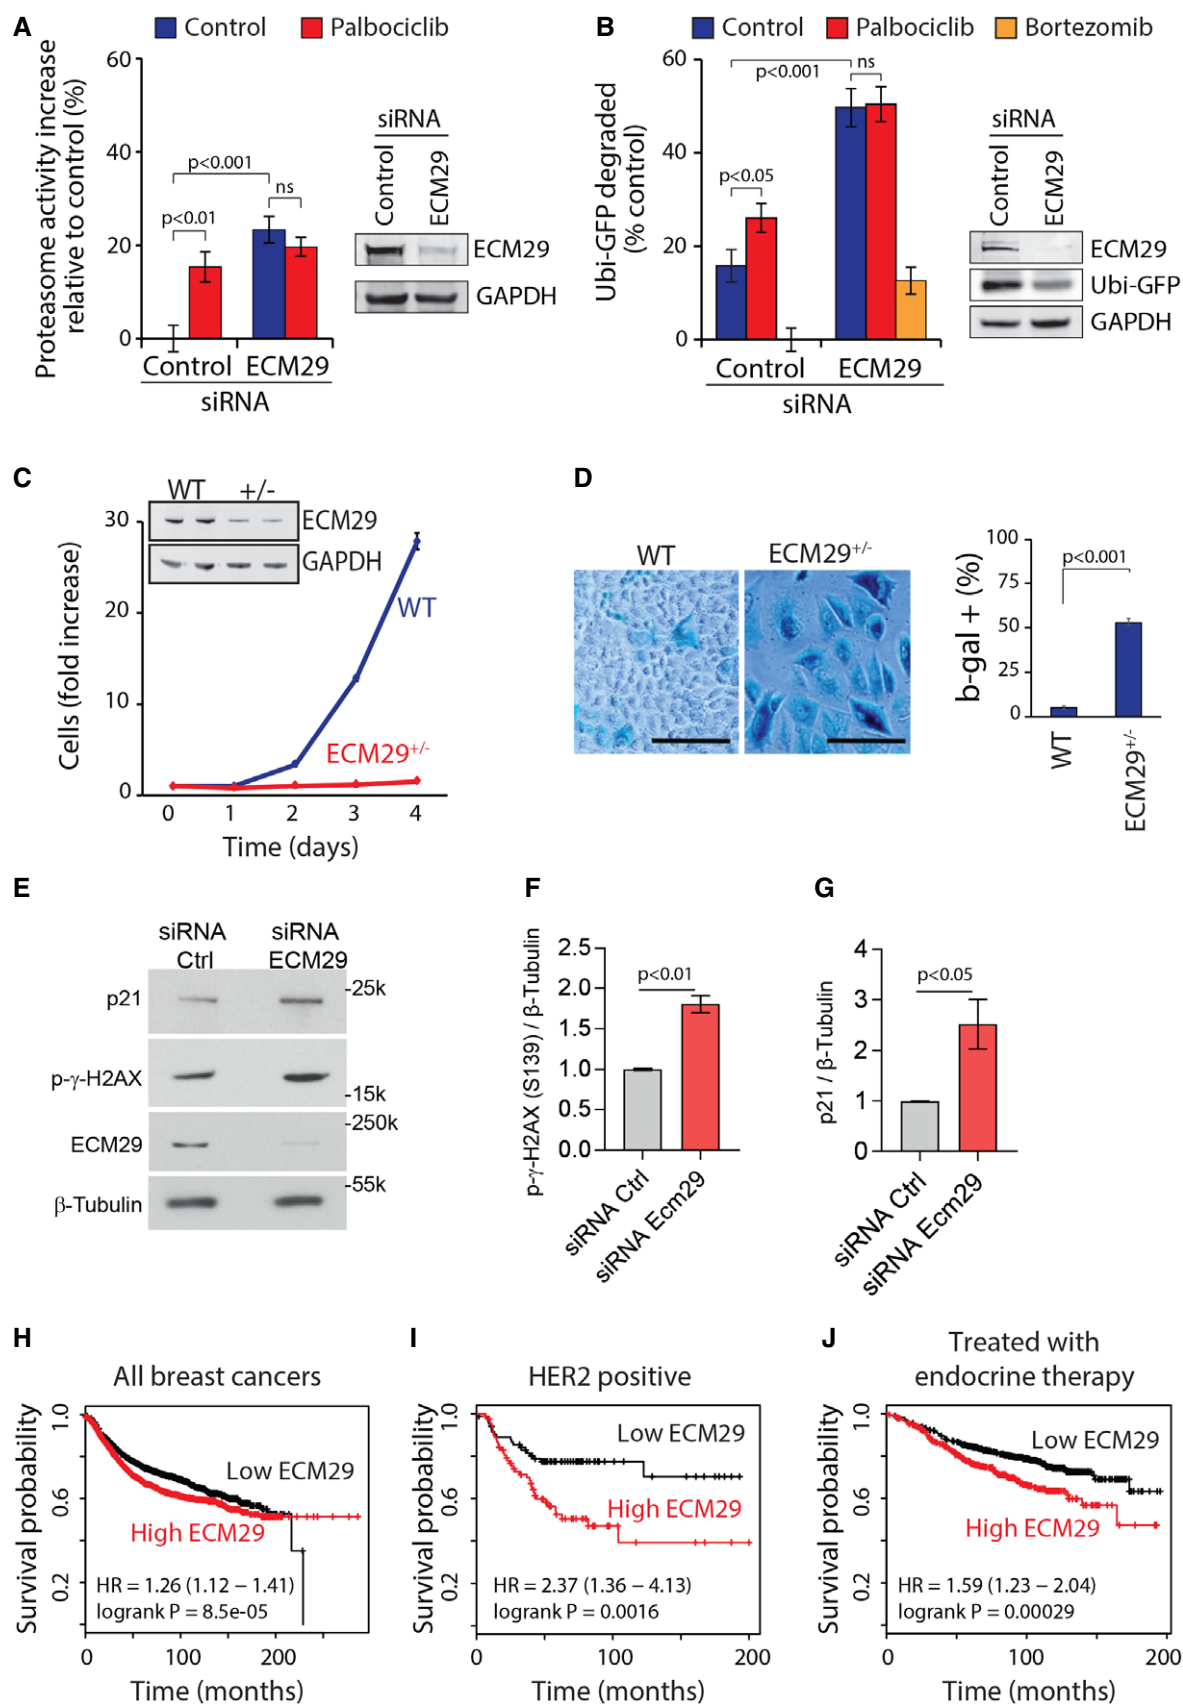 A
Control
Palbociclib
Proteasome activity increase
relative to control (%)
60
40
20
0
p<0.001
p<0.01
ns
Control
ECM29
siRNA
siRNA
Control
ECM29
ECM29
GAPDH
B
Control
Palbociclib
Bortezomib
Ubi-GFP degraded
(% control)
60
40
20
0
p<0.001
ns
p<0.05
Control
ECM29
siRNA
siRNA
Control
ECM29
ECM29
Ubi-GFP
GAPDH
C
WT
+/-
ECM29
GAPDH
Cells (fold increase)
30
20
10
0
WT
ECM29+/-
0 1 2 3 4
Time (days)
D
WT
ECM29+/-
b-gal + (%)
100
75
50
25
0
p<0.001
WT
ECM29+/-
E
siRNA
Ctrl
siRNA
ECM29
p21
-25k
p-γ-H2AX
-15k
-250k
ECM29
-55k
β-Tubulin
F
p-γ-H2AX (S139) / β-Tubulin
2.5
2.0
1.5
1.0
0.5
0.0
p<0.01
siRNA Ctrl
siRNA Ecm29
G
p21 / β-Tubulin
4
3
2
1
0
p<0.05
siRNA Ctrl
siRNA Ecm29
H
All breast cancers
Survival probability
1.0
0.6
0.2
Low ECM29
High ECM29
HR = 1.26 (1.12 – 1.41)
logrank P = 8.5e-05
0 100 200
Time (months)
I
HER2 positive
Survival probability
1.0
0.6
0.2
Low ECM29
High ECM29
HR = 2.37 (1.36 – 4.13)
logrank P = 0.0016
0 100 200
Time (months)
J
Treated with
endocrine therapy
Survival probability
1.0
0.6
0.2
Low ECM29
High ECM29
HR = 1.59 (1.23 – 2.04)
logrank P = 0.00029
0 100 200
Time (months)